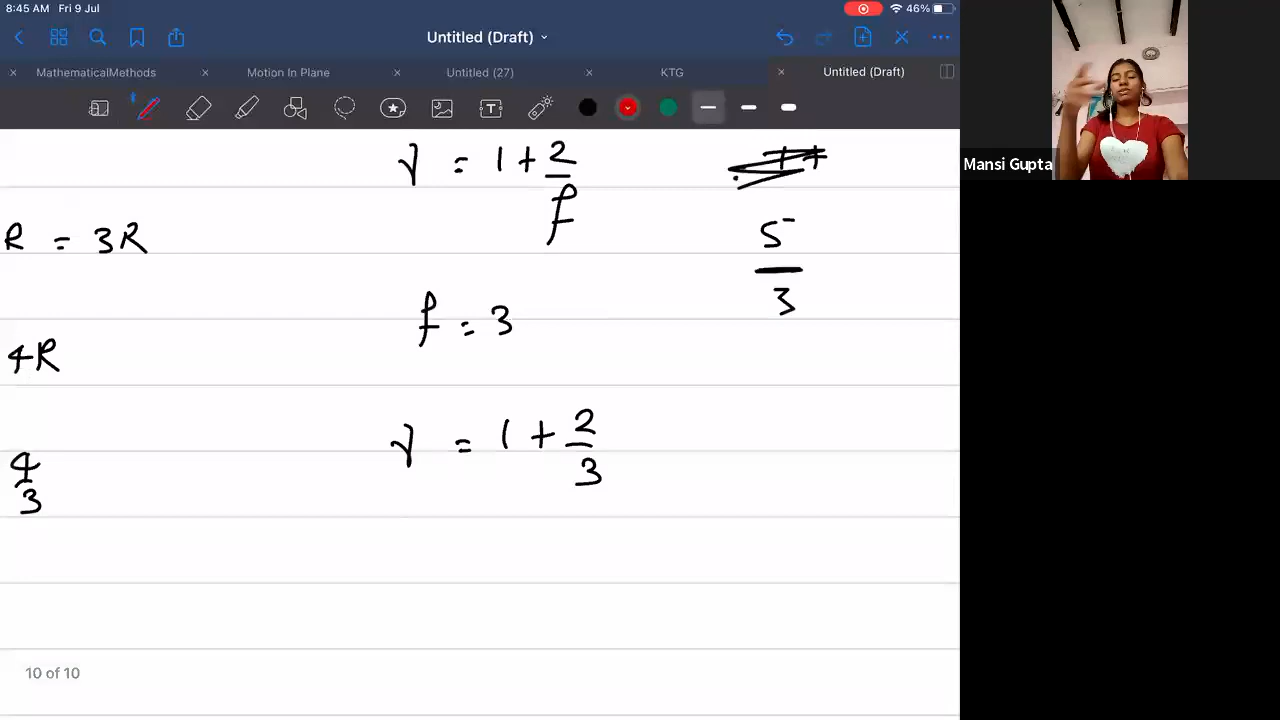 8:45 AM Fri 9 Jul
46%
Untitled (Draft)
MathematicalMethods
Motion In Plane
Untitled (27)
KTG
Untitled (Draft)
Mansi Gupta
γ = 1 + 2/f
5/3
R = 3R
f = 3
4R
γ = 1 + 2/3
4/3
10 of 10